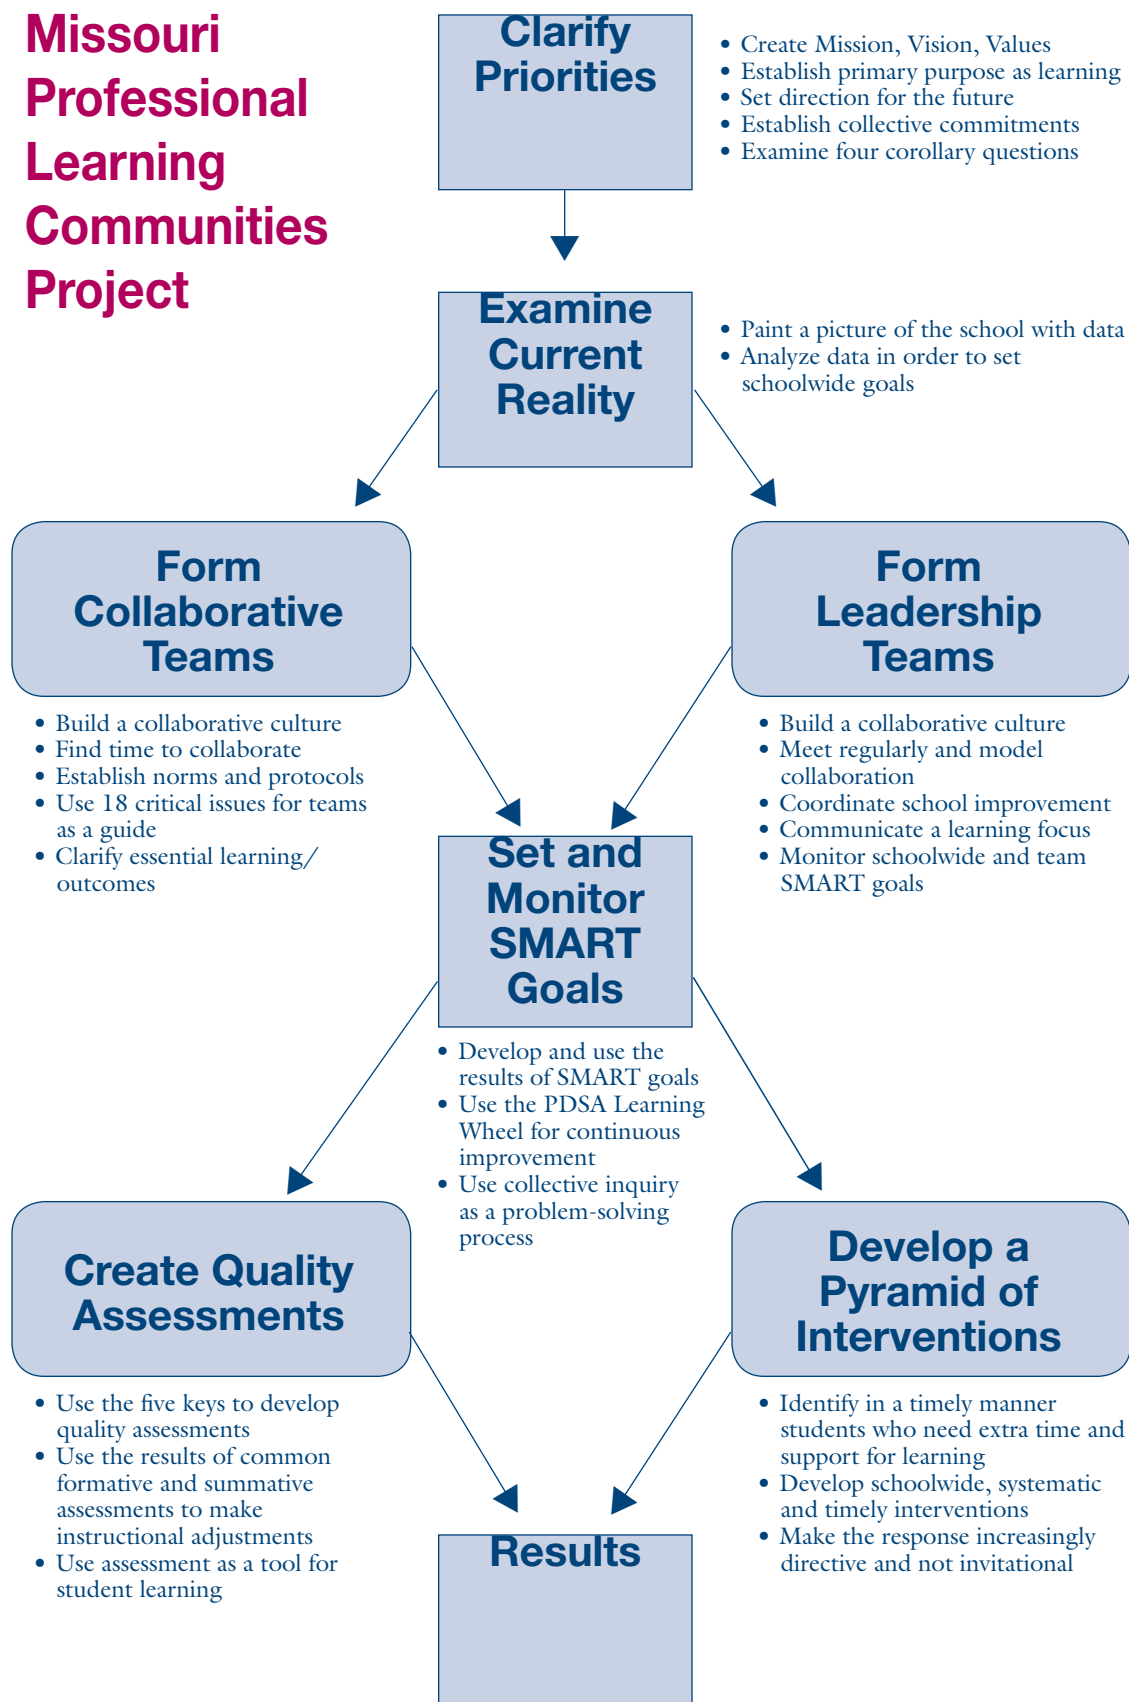 Missouri
Professional
Learning
Communities
Project
Clarify
Priorities
• Create Mission, Vision, Values
• Establish primary purpose as learning
• Set direction for the future
• Establish collective commitments
• Examine four corollary questions
Examine
Current
Reality
• Paint a picture of the school with data
• Analyze data in order to set
schoolwide goals
Form
Collaborative
Teams
• Build a collaborative culture
• Find time to collaborate
• Establish norms and protocols
• Use 18 critical issues for teams
as a guide
• Clarify essential learning/
outcomes
Form
Leadership
Teams
• Build a collaborative culture
• Meet regularly and model
collaboration
• Coordinate school improvement
• Communicate a learning focus
• Monitor schoolwide and team
SMART goals
Set and
Monitor
SMART
Goals
• Develop and use the
results of SMART goals
• Use the PDSA Learning
Wheel for continuous
improvement
• Use collective inquiry
as a problem-solving
process
Create Quality
Assessments
• Use the five keys to develop
quality assessments
• Use the results of common
formative and summative
assessments to make
instructional adjustments
• Use assessment as a tool for
student learning
Develop a
Pyramid of
Interventions
• Identify in a timely manner
students who need extra time and
support for learning
• Develop schoolwide, systematic
and timely interventions
• Make the response increasingly
directive and not invitational
Results